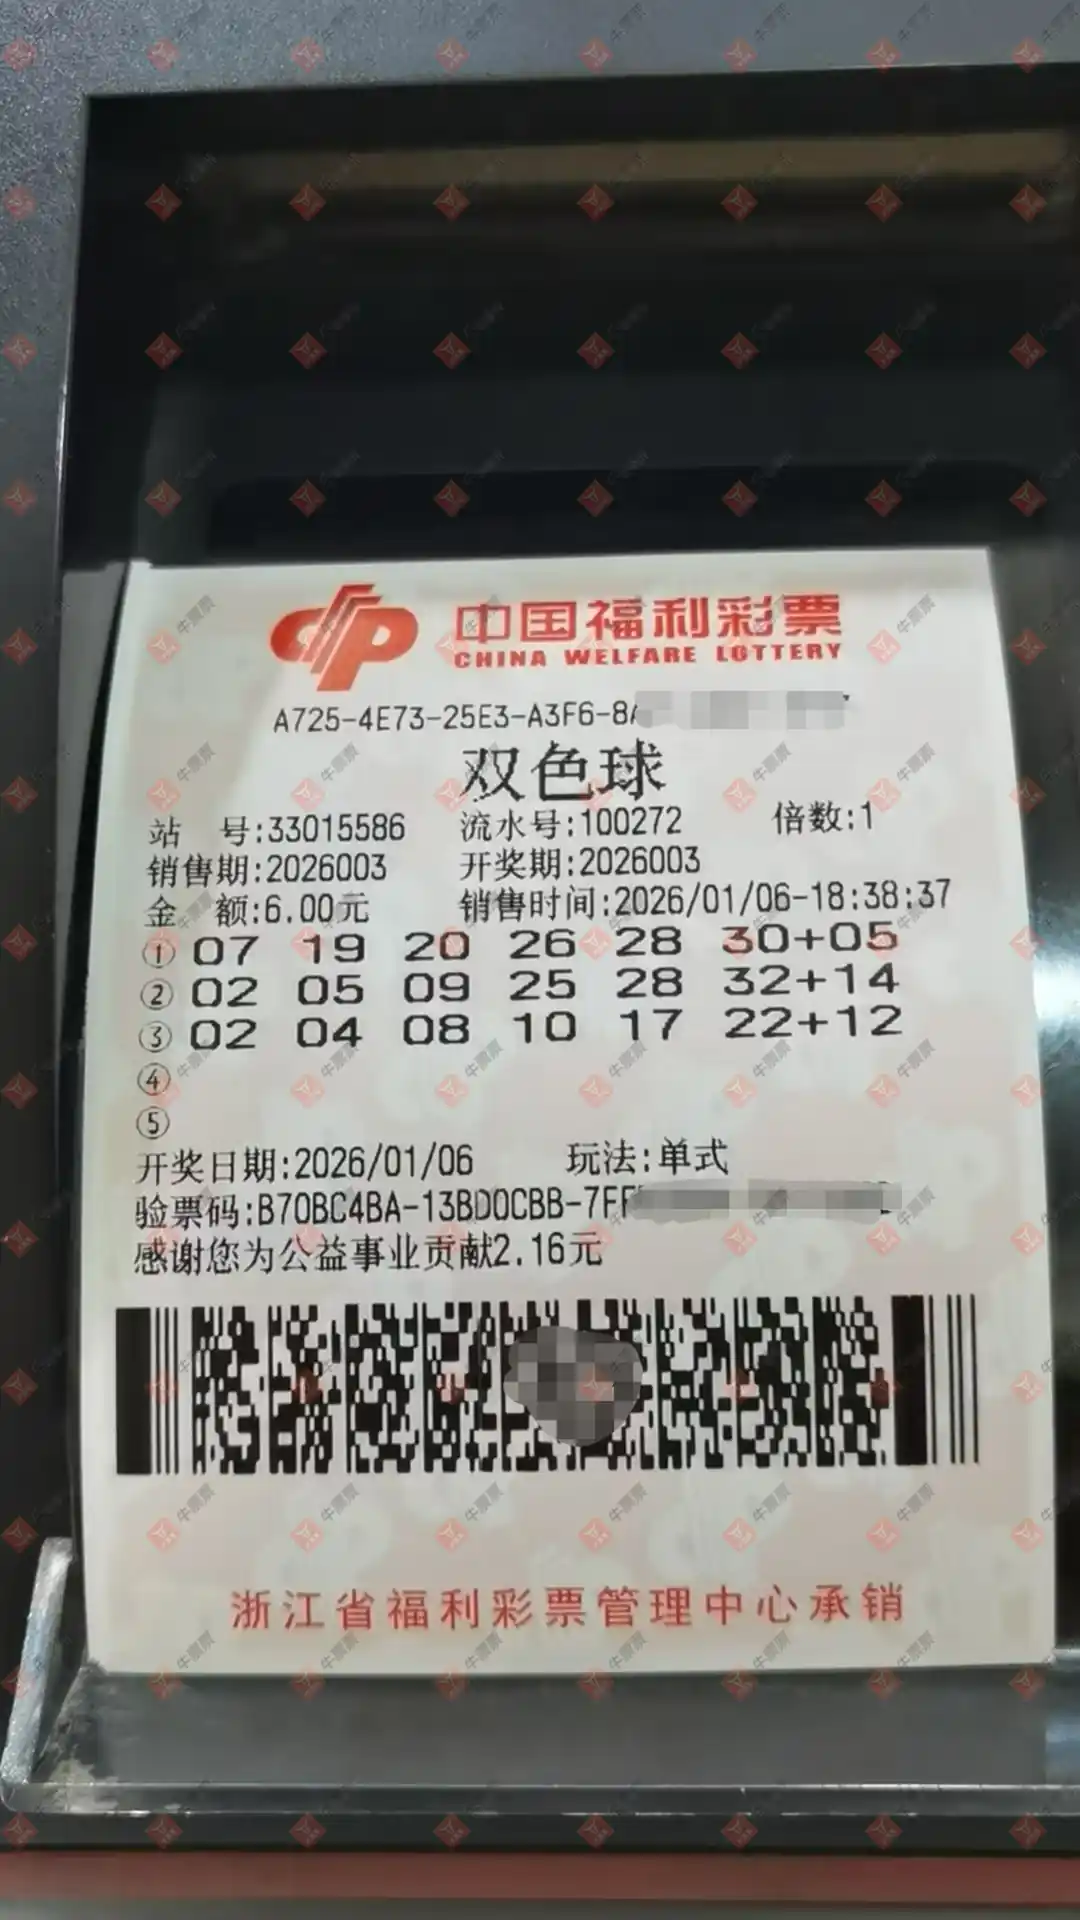 中国福利彩票
CHINA WELFARE LOTTERY
A725-4E73-25E3-A3F6-8
双色球
站 号:33015586 流水号:100272 倍数:1
销售期:2026003 开奖期:2026003
金 额:6.00元 销售时间:2026/01/06-18:38:37
① 07 19 20 26 28 30+05
② 02 05 09 25 28 32+14
③ 02 04 08 10 17 22+12
④
⑤
开奖日期:2026/01/06 玩法:单式
验票码:B70BC4BA-13BD0CBB-7F
感谢您为公益事业贡献2.16元
浙江省福利彩票管理中心承销
牛票票